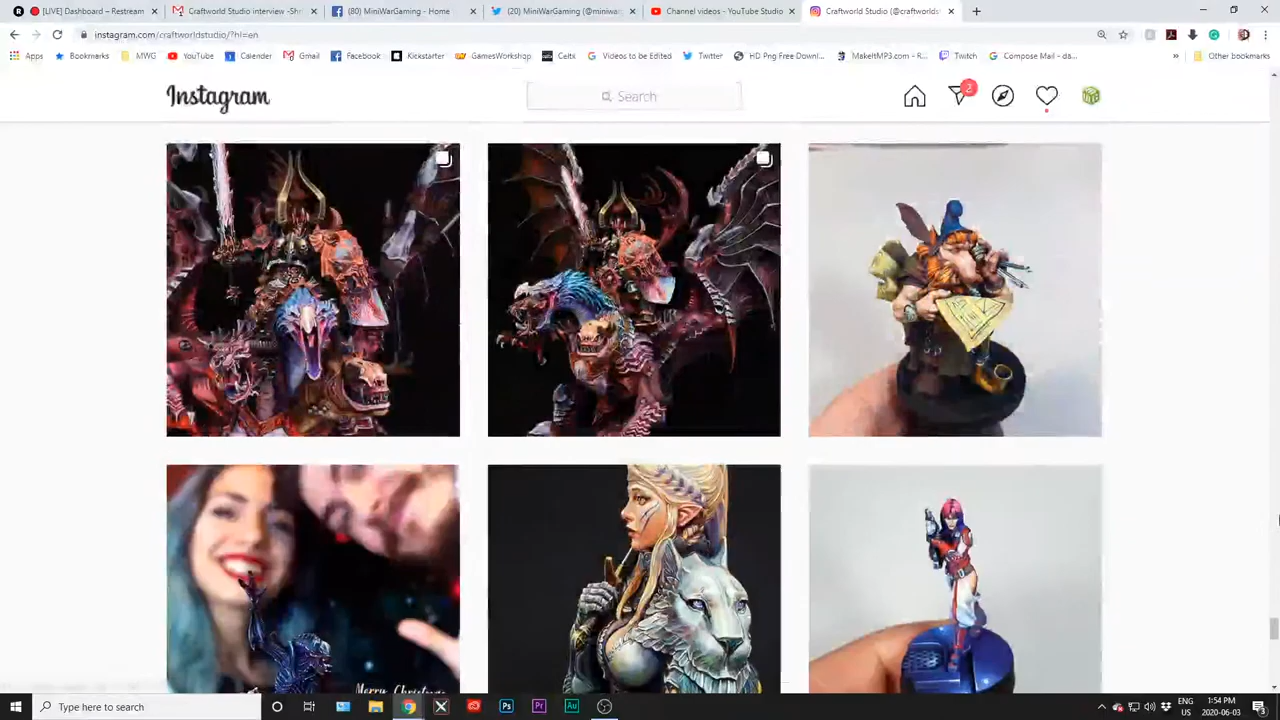 [LIVE] Dashboard – Restream
Craftworld Studio interview -Shr
(80) MiniWarGaming - Home
(20) MiniWarGaming (@miniwar
Channel videos - YouTube Studio
Craftworld Studio (@craftworldst
instagram.com/craftworldstudio/?hl=en
Apps
Bookmarks
MWG
YouTube
Calender
Gmail
Facebook
Kickstarter
GamesWorkshop
Celtx
Videos to be Edited
Twitter
HD Png Free Downl...
MakeItMP3.com - R...
Twitch
Compose Mail - da...
»
Other bookmarks
Instagram
Search
2
Merry Christmas
Type here to search
ENG
US
1:54 PM
2020-06-03
3